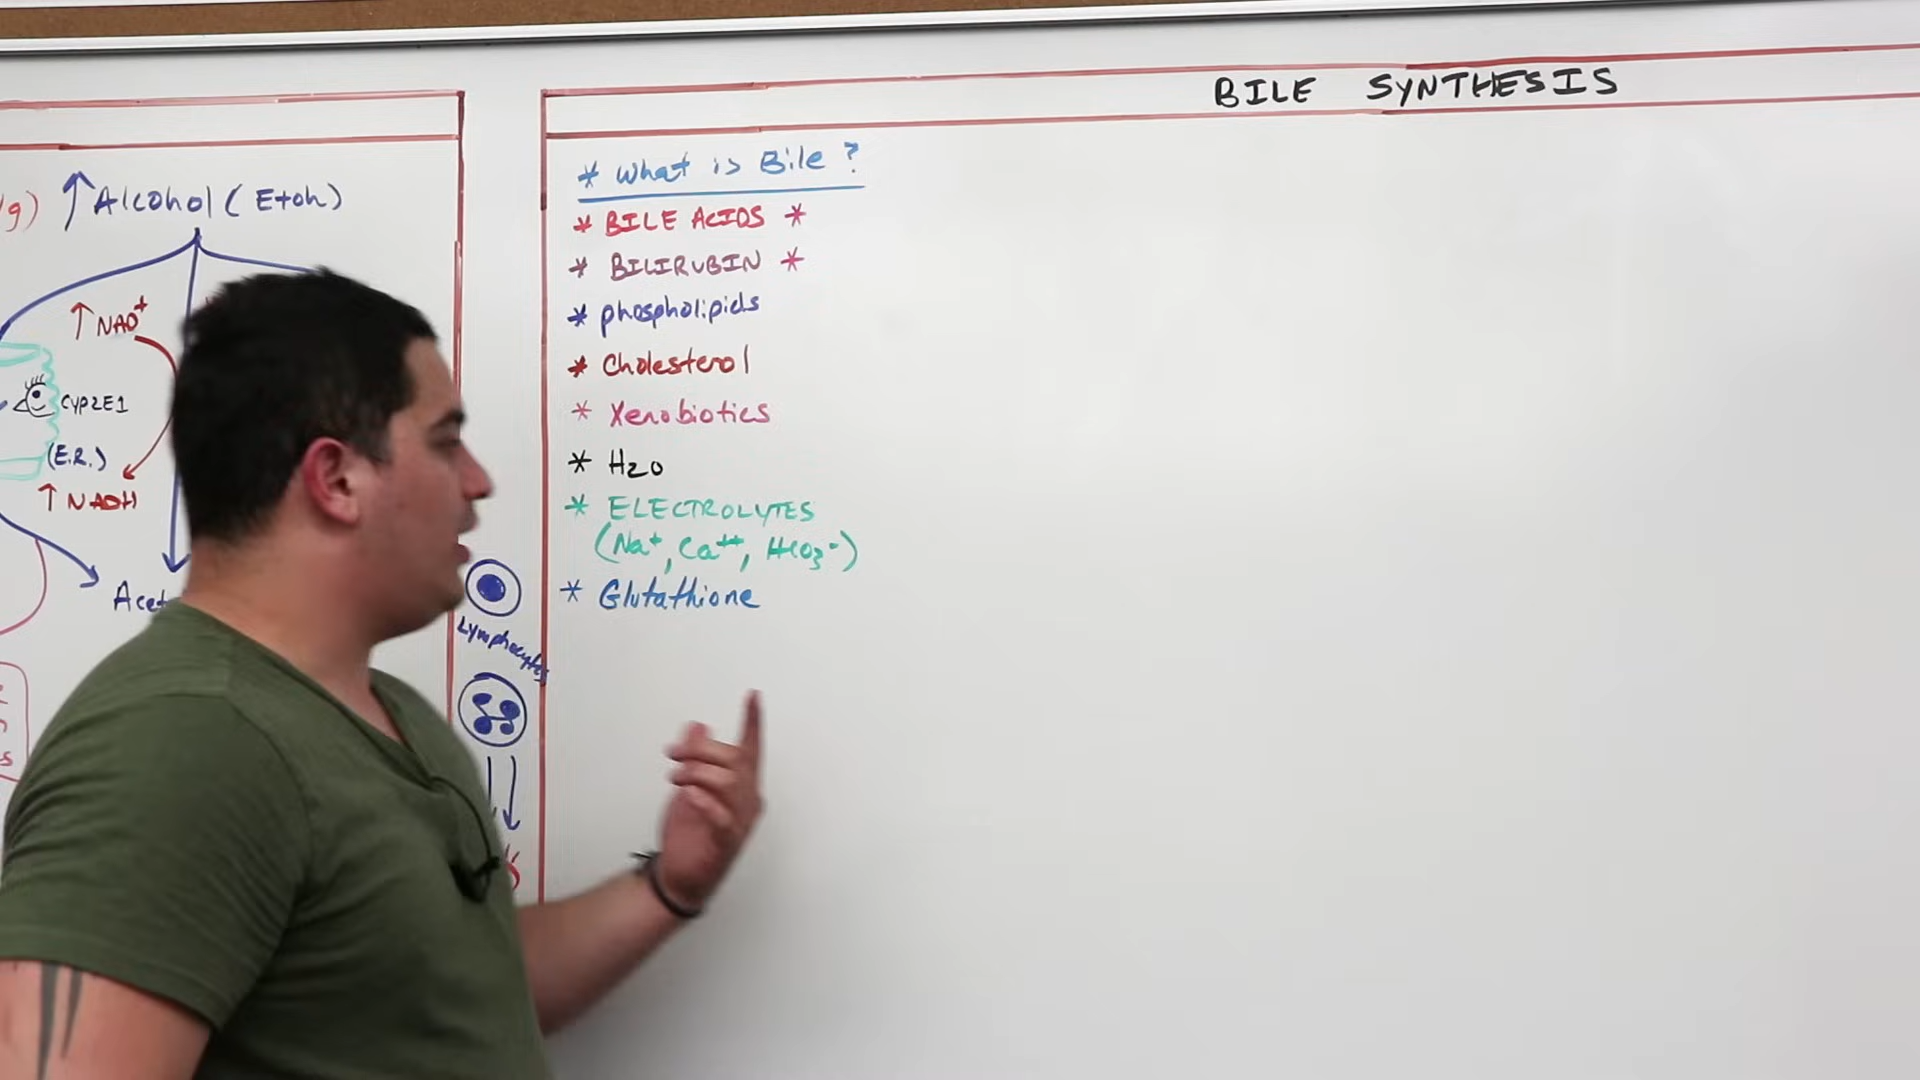 BILE SYNTHESIS
g)
↑ Alcohol (Etoh)
↑ NAD+
CYP2E1
(E.R.)
↑ NADH
Acet
Lymphocytes
* What is Bile?
* BILE ACIDS *
* BILIRUBIN *
* phospholipids
* Cholesterol
* Xenobiotics
* H2O
* ELECTROLYTES
(Na+, Ca++, HCO3-)
* Glutathione